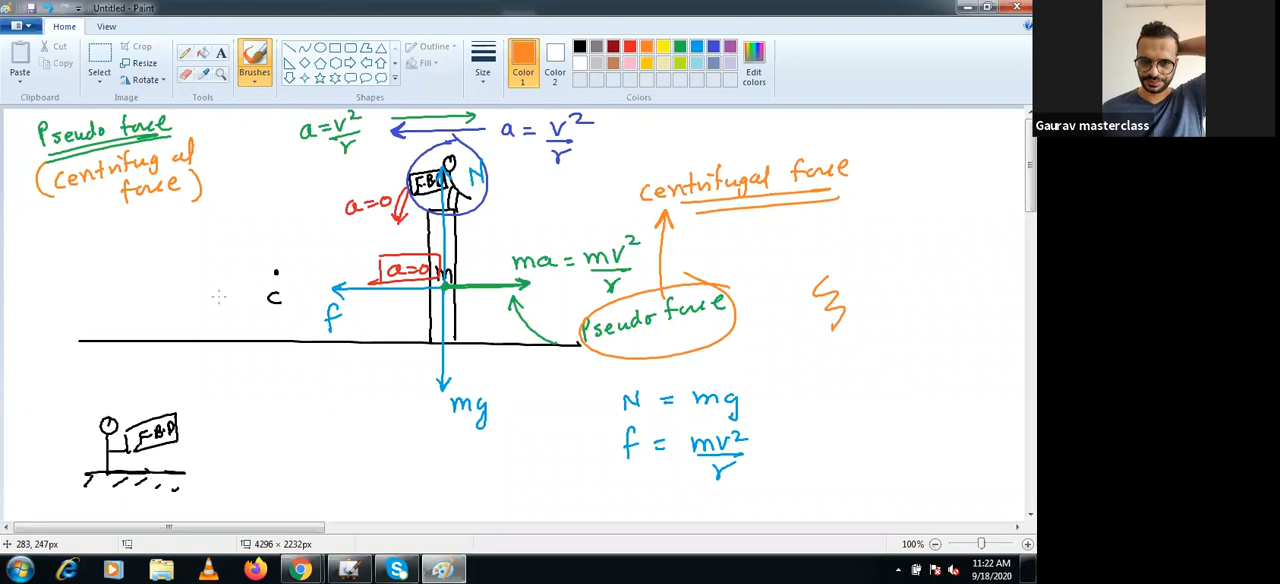 Untitled - Paint
Home
View
Paste
Cut
Copy
Clipboard
Select
Crop
Resize
Rotate
Image
A
Tools
Brushes
Outline
Fill
Shapes
Size
Color 1
Color 2
Edit colors
Colors
Gaurav masterclass
Pseudo force
(Centrifugal force)
a = v²/r
a = v²/r
F.B.D
N
a=0
Centrifugal force
a=0
m
ma = mv²/r
C
f
Pseudo force
mg
N = mg
f = mv²/r
F.B.D
283, 247px
4296 × 2232px
100%
11:22 AM
9/18/2020